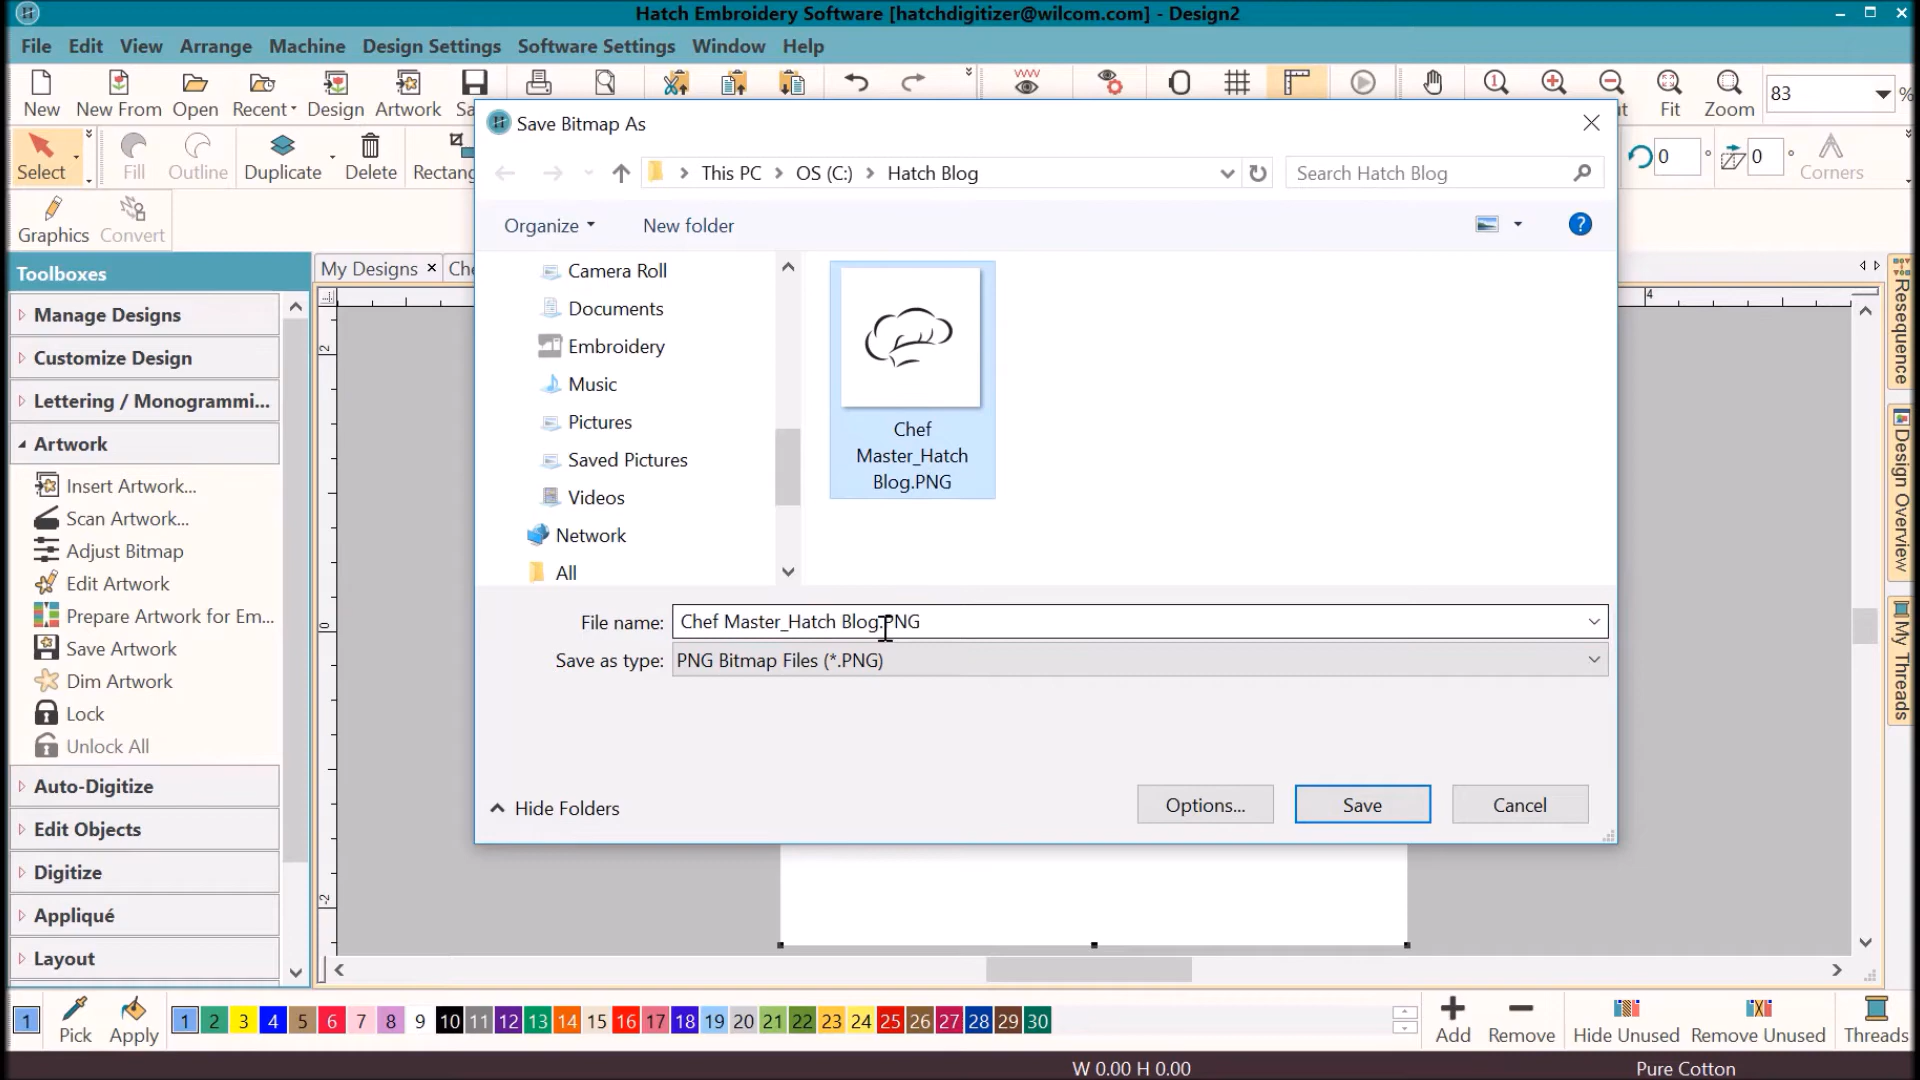 Hatch Embroidery Software [hatchdigitizer@wilcom.com] - Design2
File Edit View Arrange Machine Design Settings Software Settings Window Help
New New From Open Recent Design Artwork Sa
Fit Zoom 83 %
Select Fill Outline Duplicate Delete Rectang
0 ° 0 ° Corners
Graphics Convert
Save Bitmap As
This PC OS (C:) Hatch Blog
Search Hatch Blog
Organize New folder
Camera Roll
Documents
Embroidery
Music
Pictures
Saved Pictures
Videos
Network
All
Chef
Master_Hatch
Blog.PNG
File name: Chef Master_Hatch Blog.PNG
Save as type: PNG Bitmap Files (*.PNG)
Hide Folders
Options... Save Cancel
Toolboxes
Manage Designs
Customize Design
Lettering / Monogrammi...
Artwork
Insert Artwork...
Scan Artwork...
Adjust Bitmap
Edit Artwork
Prepare Artwork for Em...
Save Artwork
Dim Artwork
Lock
Unlock All
Auto-Digitize
Edit Objects
Digitize
Appliqué
Layout
My Designs × Che
2
0
-2
4
Resequence
Design Overview
My Threads
1 Pick Apply 1 2 3 4 5 6 7 8 9 10 11 12 13 14 15 16 17 18 19 20 21 22 23 24 25 26 27 28 29 30 Add Remove Hide Unused Remove Unused Threads
W 0.00 H 0.00
Pure Cotton